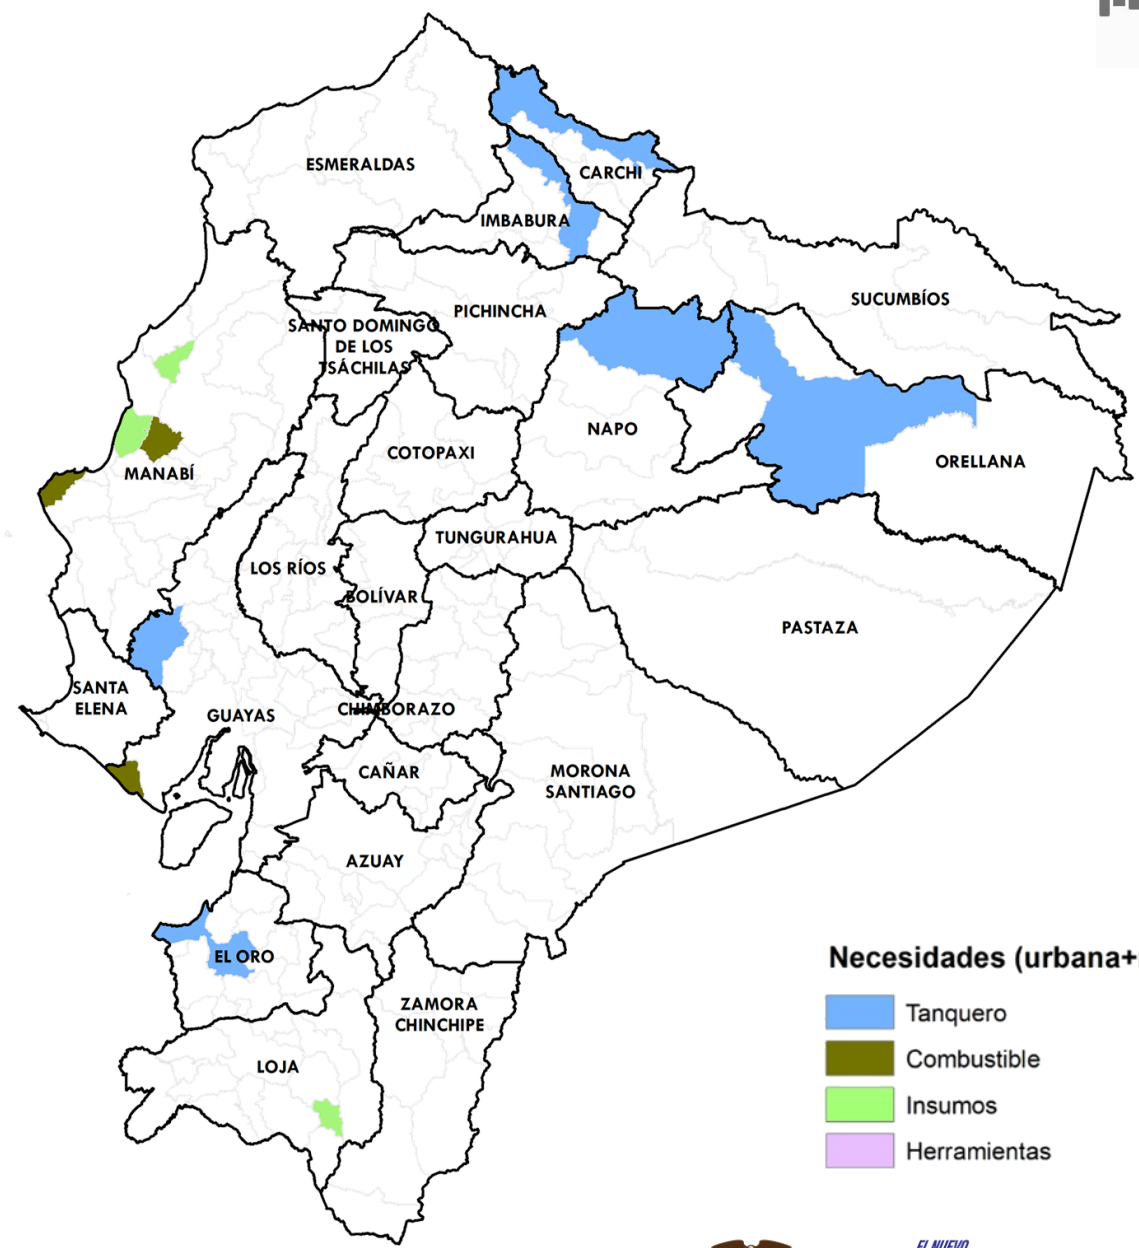 ESMERALDAS
CARCHI
IMBABURA
SUCUMBÍOS
PICHINCHA
SANTO DOMINGO
DE LOS
TSÁCHILAS
NAPO
COTOPAXI
ORELLANA
MANABÍ
TUNGURAHUA
LOS RÍOS
BOLÍVAR
PASTAZA
SANTA
ELENA
GUAYAS
CHIMBORAZO
CAÑAR
MORONA
SANTIAGO
AZUAY
EL ORO
ZAMORA
CHINCHIPE
LOJA
Necesidades (urbana+
Tanquero
Combustible
Insumos
Herramientas
EL NUEVO